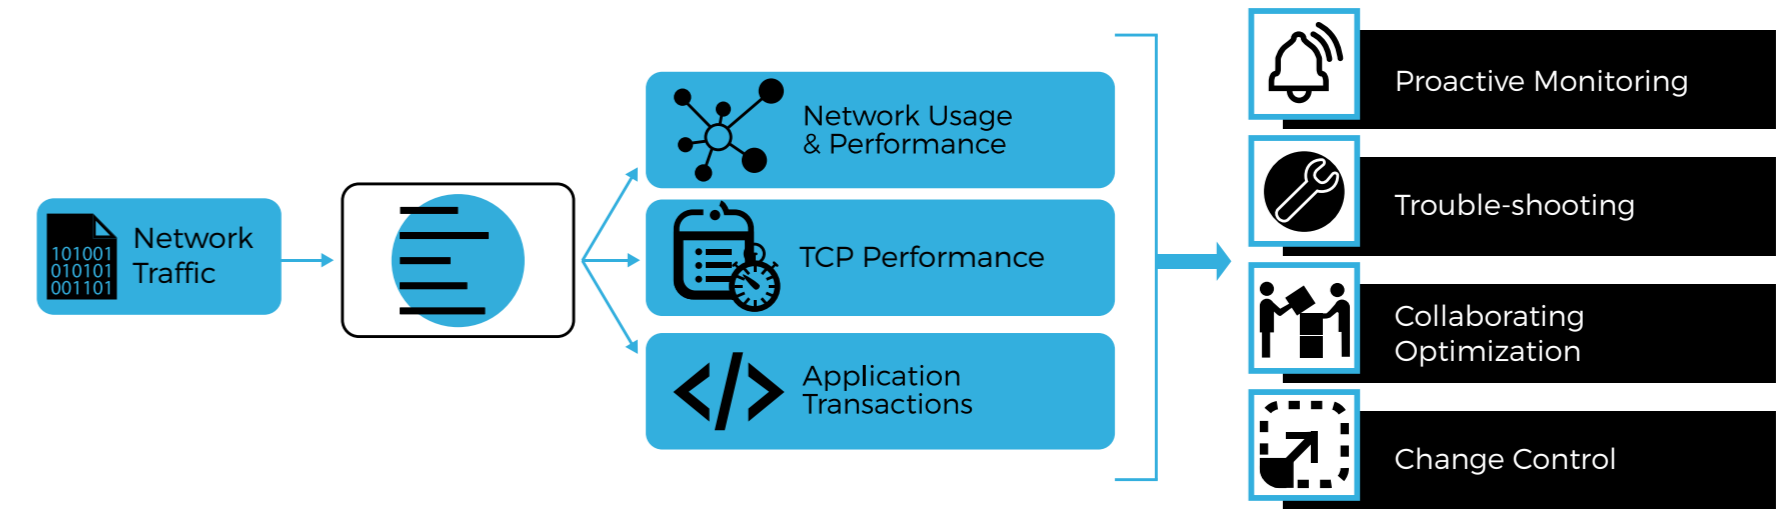 101001
010101
001101
Network
Traffic
Network Usage
& Performance
TCP Performance
</>
Application
Transactions
Proactive Monitoring
Trouble-shooting
Collaborating
Optimization
Change Control